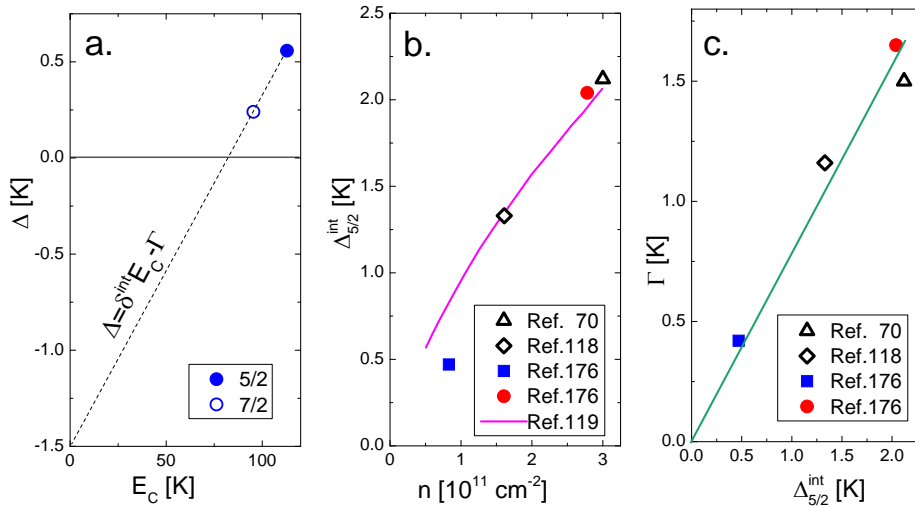 a.
0.5
0.0
-0.5
-1.0
-1.5
Δ [K]
Δ=δ^int E_C-Γ
5/2
7/2
0
50
100
E_C [K]
b.
2.5
2.0
1.5
1.0
0.5
0.0
Δ_5/2^int [K]
Ref. 70
Ref.118
Ref.176
Ref.176
Ref.119
0
1
2
3
n [10^11 cm^-2]
c.
1.5
1.0
0.5
0.0
Γ [K]
Ref. 70
Ref.118
Ref.176
Ref.176
0.0
0.5
1.0
1.5
2.0
Δ_5/2^int [K]